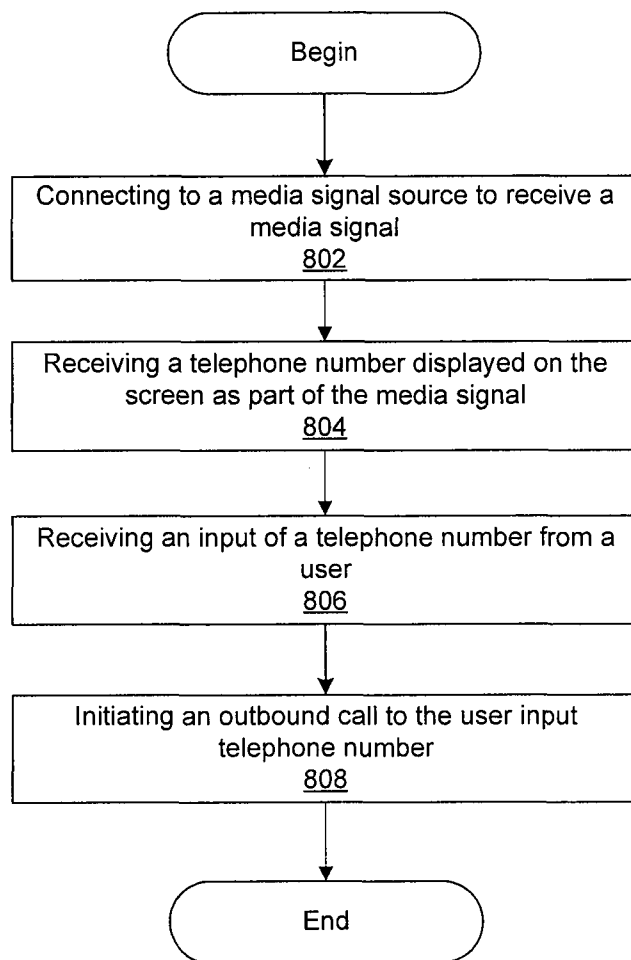 Begin
Connecting to a media signal source to receive a
media signal
802
Receiving a telephone number displayed on the
screen as part of the media signal
804
Receiving an input of a telephone number from a
user
806
Initiating an outbound call to the user input
telephone number
808
End